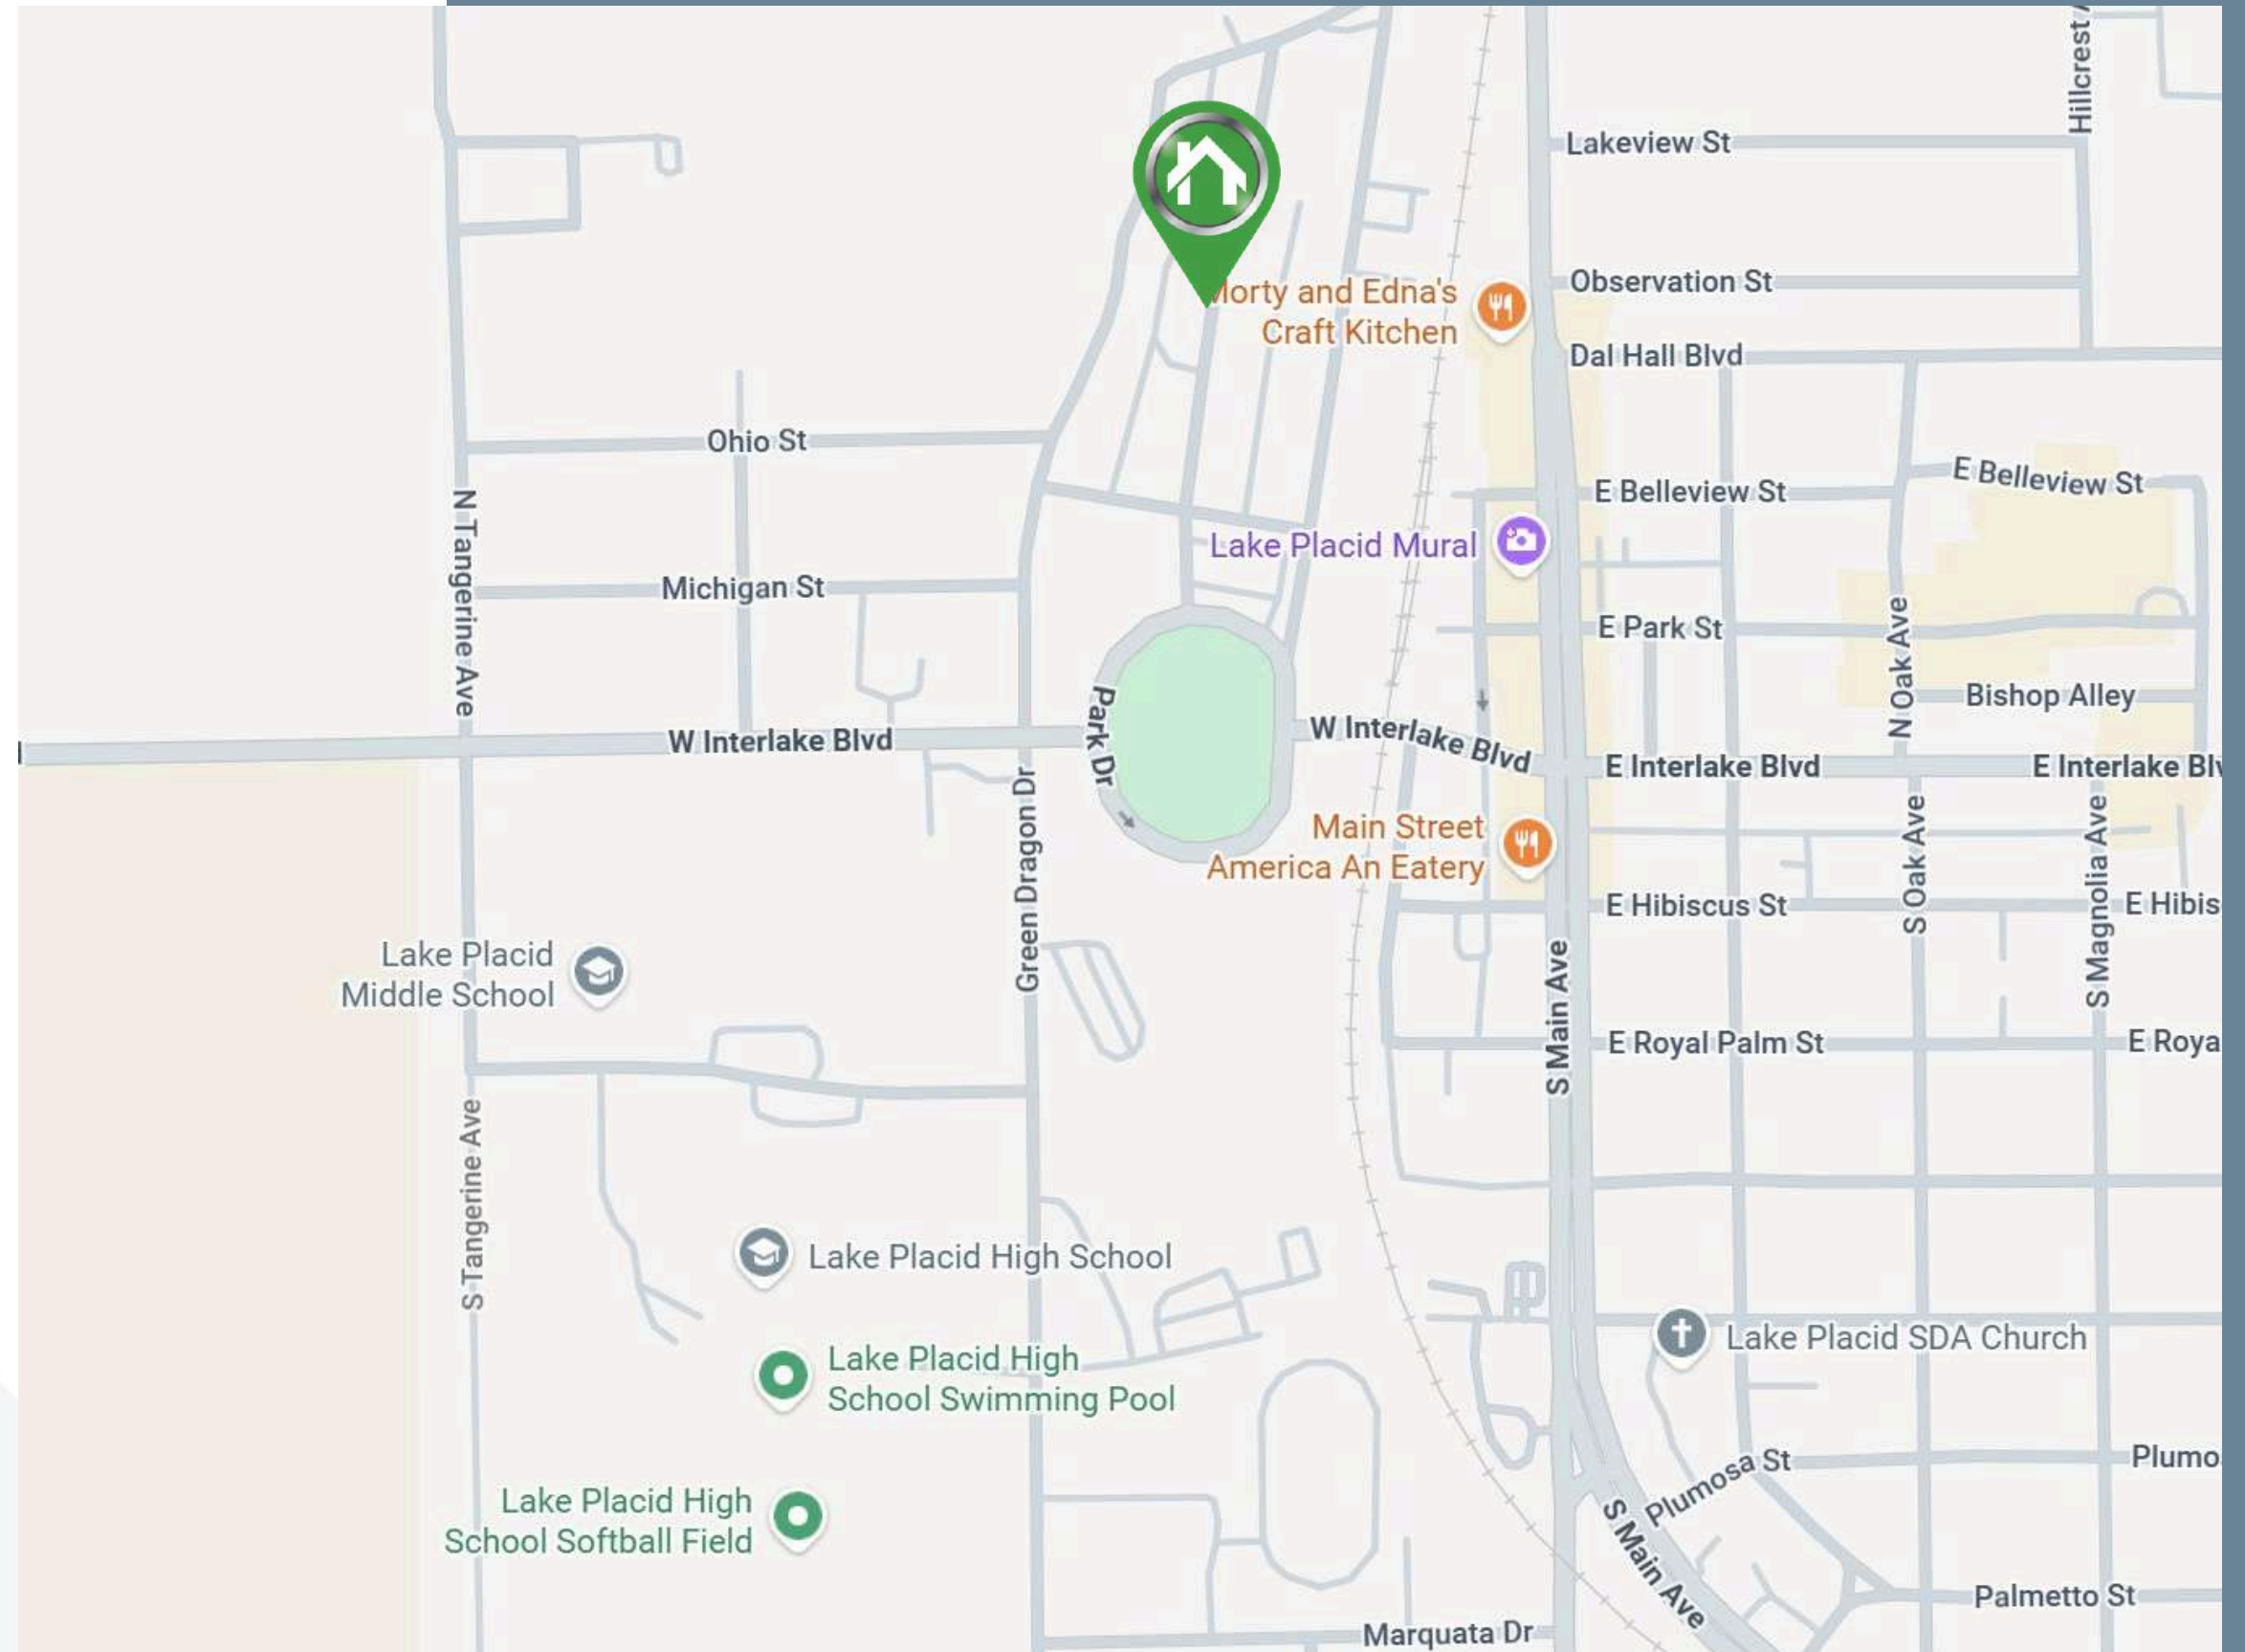 Hillcrest
Lakeview St
Morty and Edna's
Craft Kitchen
Observation St
Dal Hall Blvd
Ohio St
E Belleview St
E Belleview St
N Tangerine Ave
Lake Placid Mural
Michigan St
E Park St
N Oak Ave
Bishop Alley
Park Dr
W Interlake Blvd
W Interlake Blvd
E Interlake Blvd
E Interlake Blv
Green Dragon Dr
Main Street
America An Eatery
S Oak Ave
S Magnolia Ave
E Hibiscus St
E Hibis
Lake Placid
Middle School
S Main Ave
E Royal Palm St
E Roya
S Tangerine Ave
Lake Placid High School
Lake Placid SDA Church
Lake Placid High
School Swimming Pool
Plumosa St
Plumo
Lake Placid High
School Softball Field
S Main Ave
Palmetto St
Marquata Dr